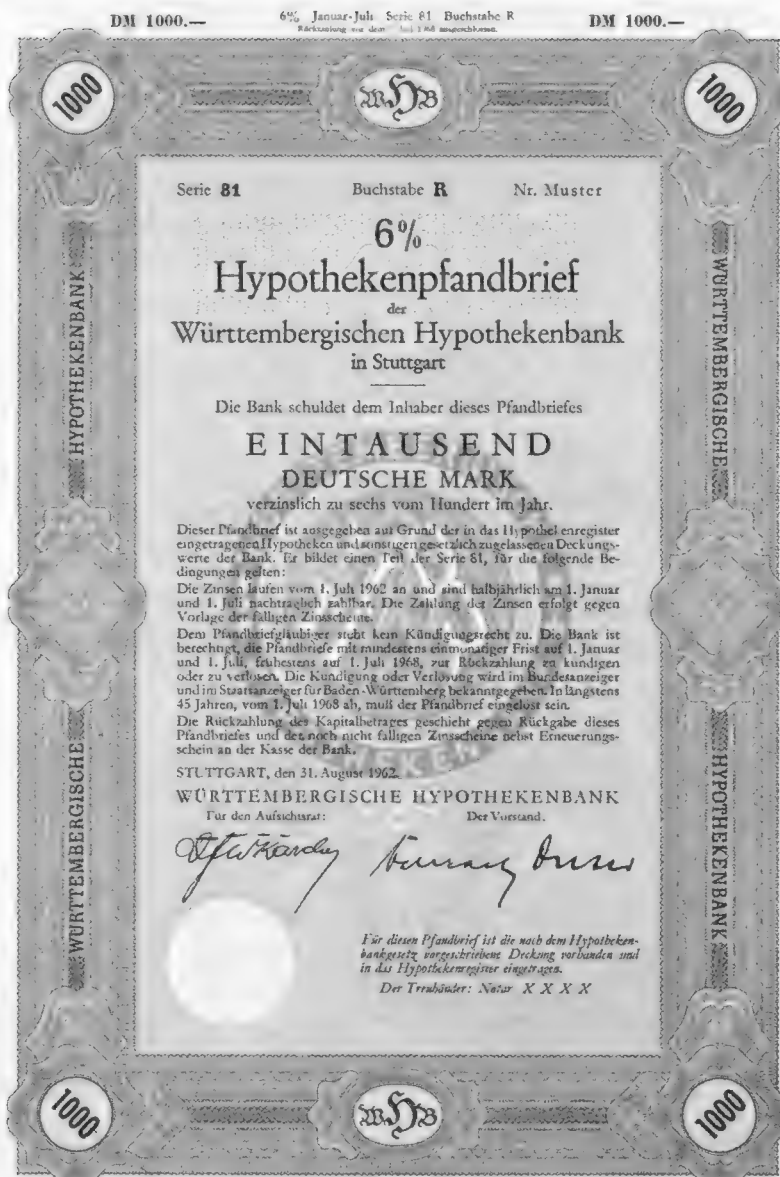 DM 1000.— 6% Januar-Juli Serie 81 Buchstabe R DM 1000.—
Rückzahlung vor dem 1. Juli 1968 ausgeschlossen.
1000 WHB 1000
WÜRTTEMBERGISCHE HYPOTHEKENBANK
Serie 81 Buchstabe R Nr. Muster
6%
Hypothekenpfandbrief
der
Württembergischen Hypothekenbank
in Stuttgart
Die Bank schuldet dem Inhaber dieses Pfandbriefes
EINTAUSEND
DEUTSCHE MARK
verzinslich zu sechs vom Hundert im Jahr.
Dieser Pfandbrief ist ausgegeben auf Grund der in das Hypothekenregister
eingetragenen Hypotheken und sonstigen gesetzlich zugelassenen Deckungs-
werte der Bank. Er bildet einen Teil der Serie 81, für die folgende Be-
dingungen gelten:
Die Zinsen laufen vom 1. Juli 1962 an und sind halbjährlich am 1. Januar
und 1. Juli nachträglich zahlbar. Die Zahlung der Zinsen erfolgt gegen
Vorlage der fälligen Zinsscheine.
Dem Pfandbriefgläubiger steht kein Kündigungsrecht zu. Die Bank ist
berechtigt, die Pfandbriefe mit mindestens einmonatiger Frist auf 1. Januar
und 1. Juli, frühestens auf 1. Juli 1968, zur Rückzahlung zu kündigen
oder zu verlosen. Die Kündigung oder Verlosung wird im Bundesanzeiger
und im Staatsanzeiger für Baden-Württemberg bekanntgegeben. In längstens
45 Jahren, vom 1. Juli 1968 ab, muß der Pfandbrief eingelöst sein.
Die Rückzahlung des Kapitalbetrages geschieht gegen Rückgabe dieses
Pfandbriefes und der noch nicht fälligen Zinsscheine nebst Erneuerungs-
schein an der Kasse der Bank.
STUTTGART, den 31. August 1962.
WÜRTTEMBERGISCHE HYPOTHEKENBANK
Für den Aufsichtsrat: Der Vorstand.
Für diesen Pfandbrief ist die nach dem Hypotheken-
bankgesetz vorgeschriebene Deckung vorhanden und
in das Hypothekenregister eingetragen.
Der Treuhänder: Notar X X X X
WÜRTTEMBERGISCHE HYPOTHEKENBANK
1000 WHB 1000